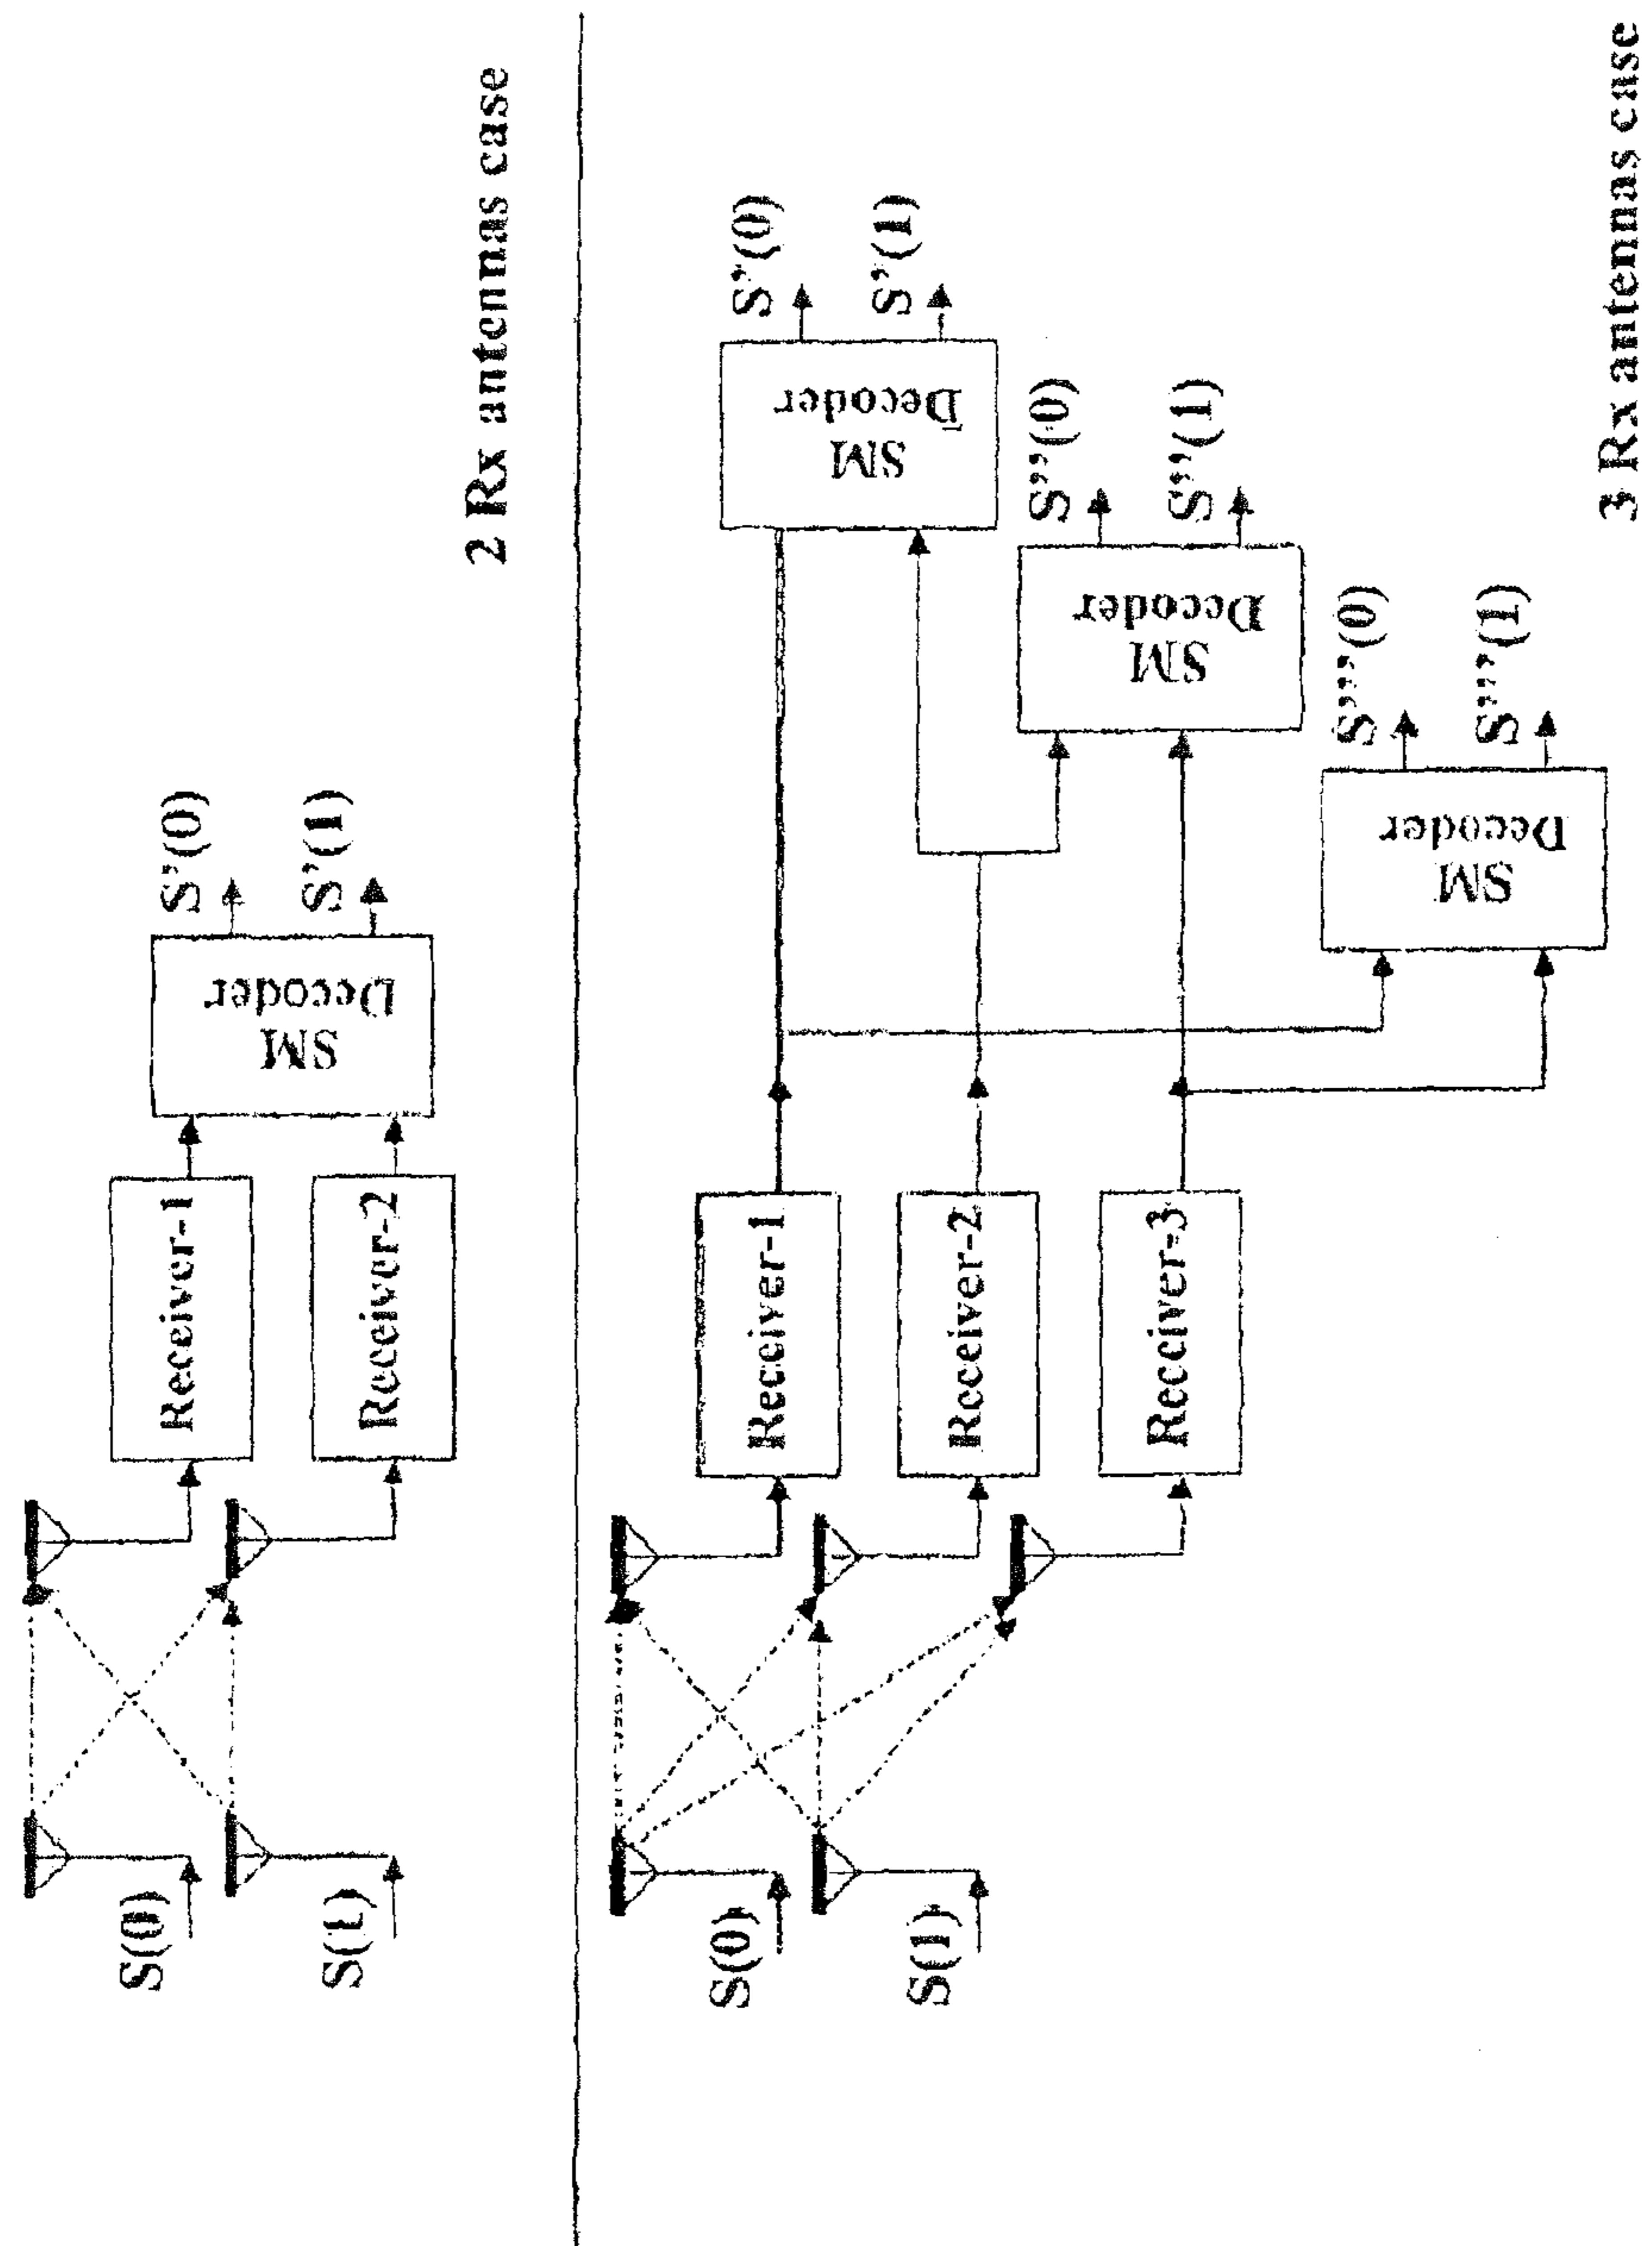 S(0)
S(1)
Receiver-1
Receiver-2
SM
Decoder
S'(0)
S'(1)
2 Rx antennas case
S(0)
S(1)
Receiver-1
Receiver-2
Receiver-3
SM
Decoder
S'(0)
S'(1)
SM
Decoder
S''(0)
S''(1)
SM
Decoder
S'''(0)
S'''(1)
3 Rx antennas case